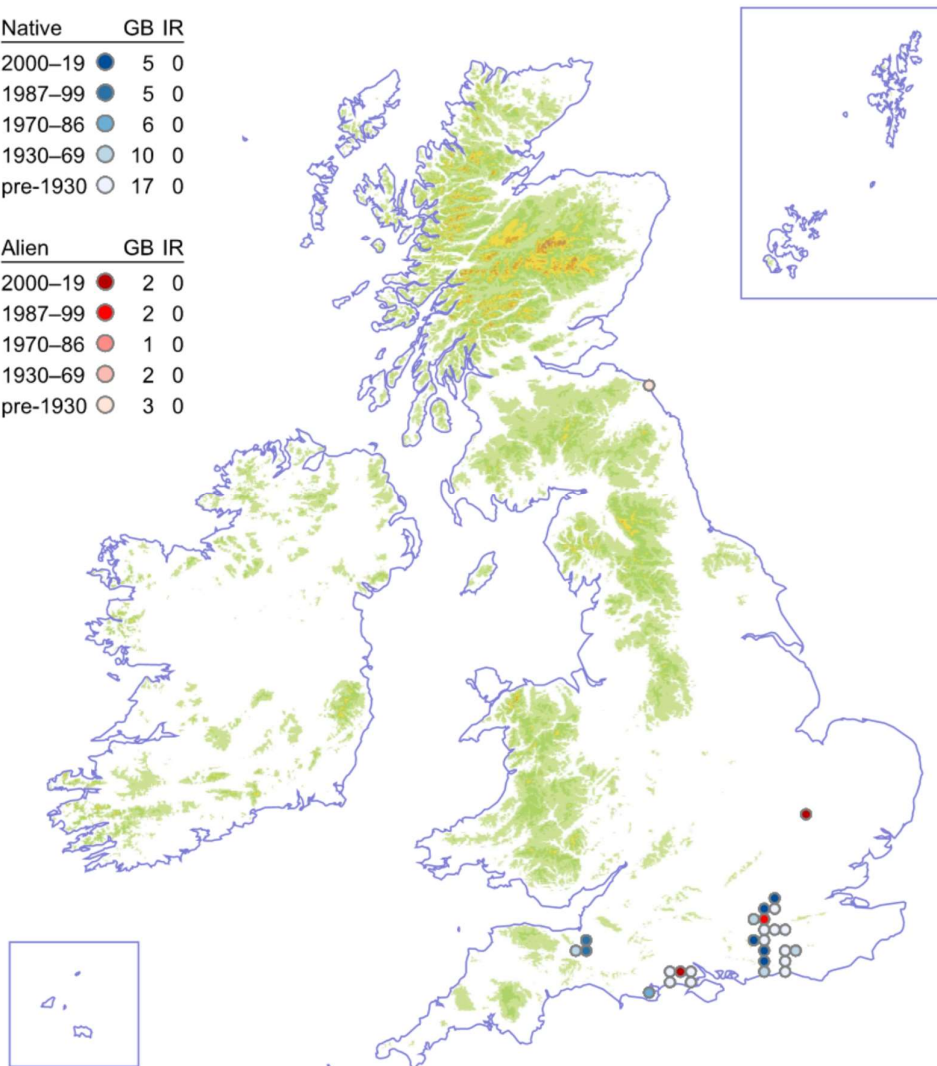 Native GB IR
2000–19 5 0
1987–99 5 0
1970–86 6 0
1930–69 10 0
pre-1930 17 0
Alien GB IR
2000–19 2 0
1987–99 2 0
1970–86 1 0
1930–69 2 0
pre-1930 3 0